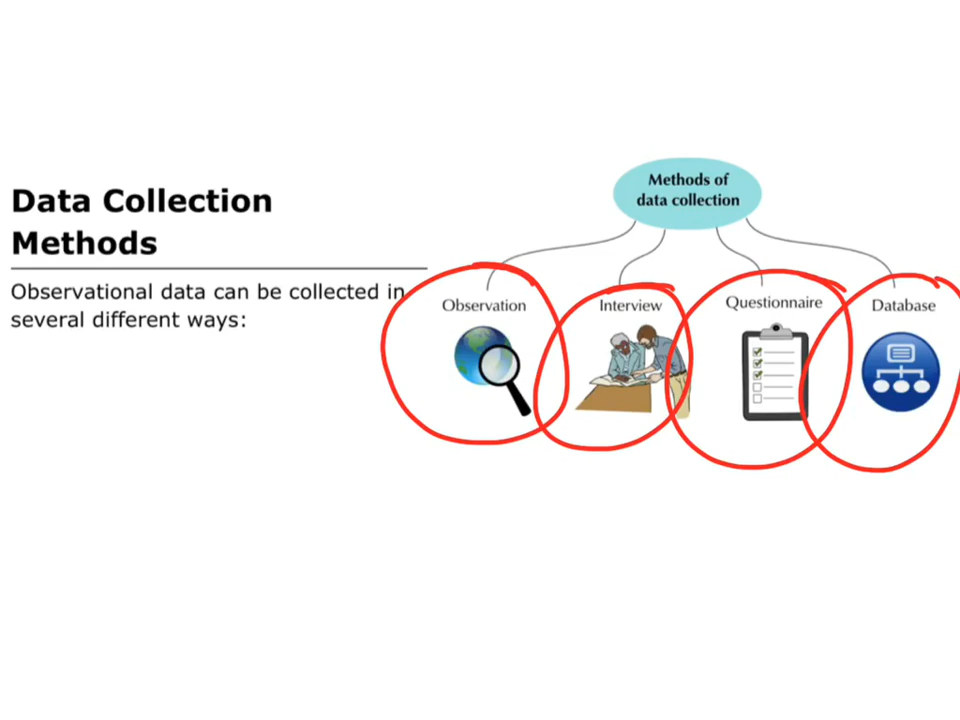 Data Collection
Methods
Observational data can be collected in
several different ways:
Methods of
data collection
Observation
Interview
Questionnaire
Database